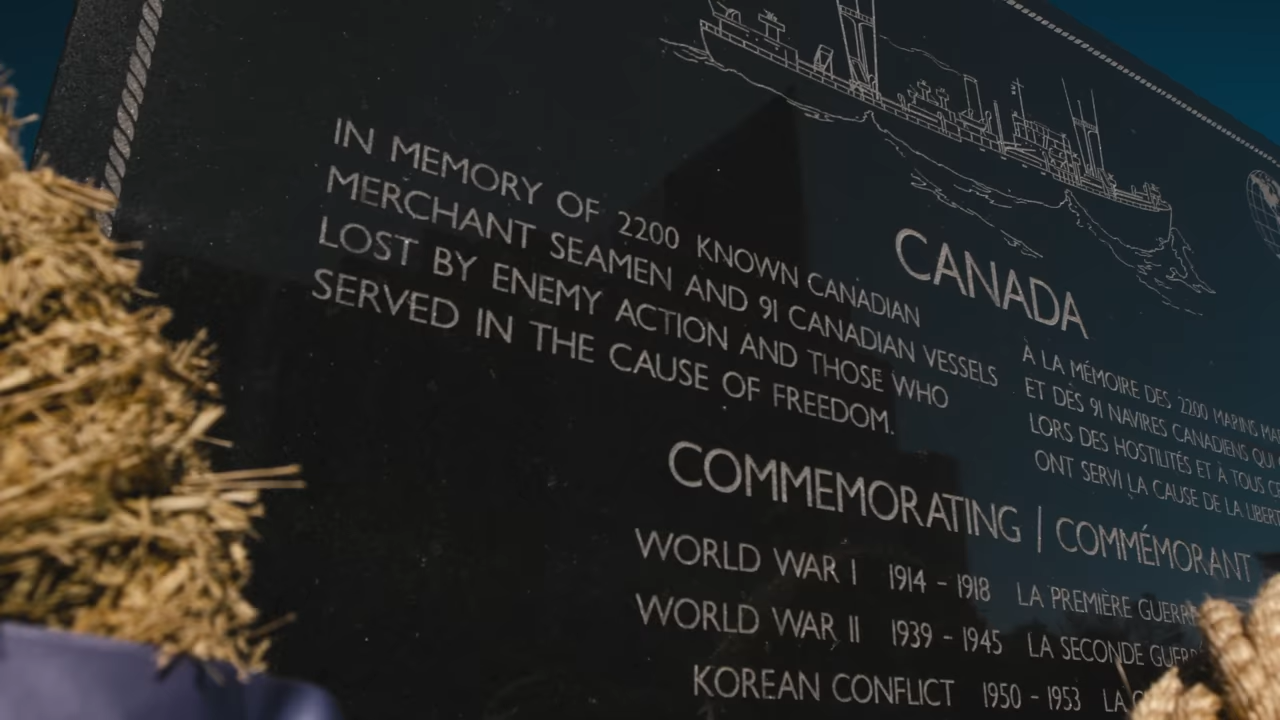 IN MEMORY OF 2200 KNOWN CANADIAN
MERCHANT SEAMEN AND 91 CANADIAN VESSELS
LOST BY ENEMY ACTION AND THOSE WHO
SERVED IN THE CAUSE OF FREEDOM.
CANADA
À LA MÉMOIRE DES 2200 MARINS
ET DES 91 NAVIRES CANADIENS
LORS DES HOSTILITÉS ET À TOUS
ONT SERVI LA CAUSE DE LA
COMMEMORATING / COMMÉMORANT
WORLD WAR I 1914 - 1918 LA PREMIÈRE
WORLD WAR II 1939 - 1945 LA SECONDE
KOREAN CONFLICT 1950 - 1953